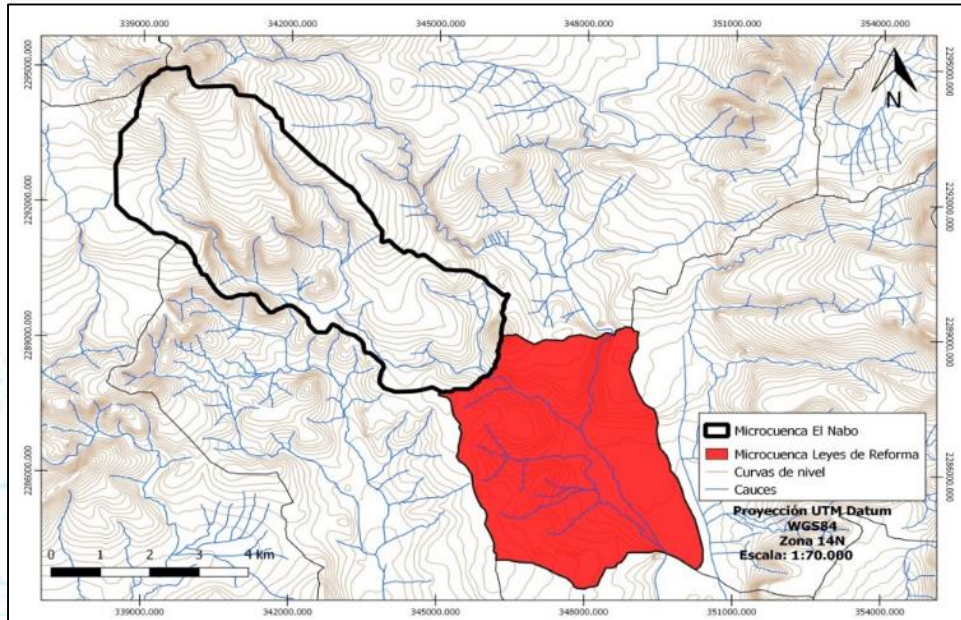 339000.000 342000.000 345000.000 348000.000 351000.000 354000.000
2295000.000 2295000.000
N
2292000.000 2292000.000
2289000.000 2289000.000
Microcuenca El Nabo
Microcuenca Leyes de Reforma
Curvas de nivel
Cauces
2286000.000 2286000.000
Proyección UTM Datum
WGS84
Zona 14N
Escala: 1:70.000
0 1 2 3 4 km
339000.000 342000.000 345000.000 348000.000 351000.000 354000.000